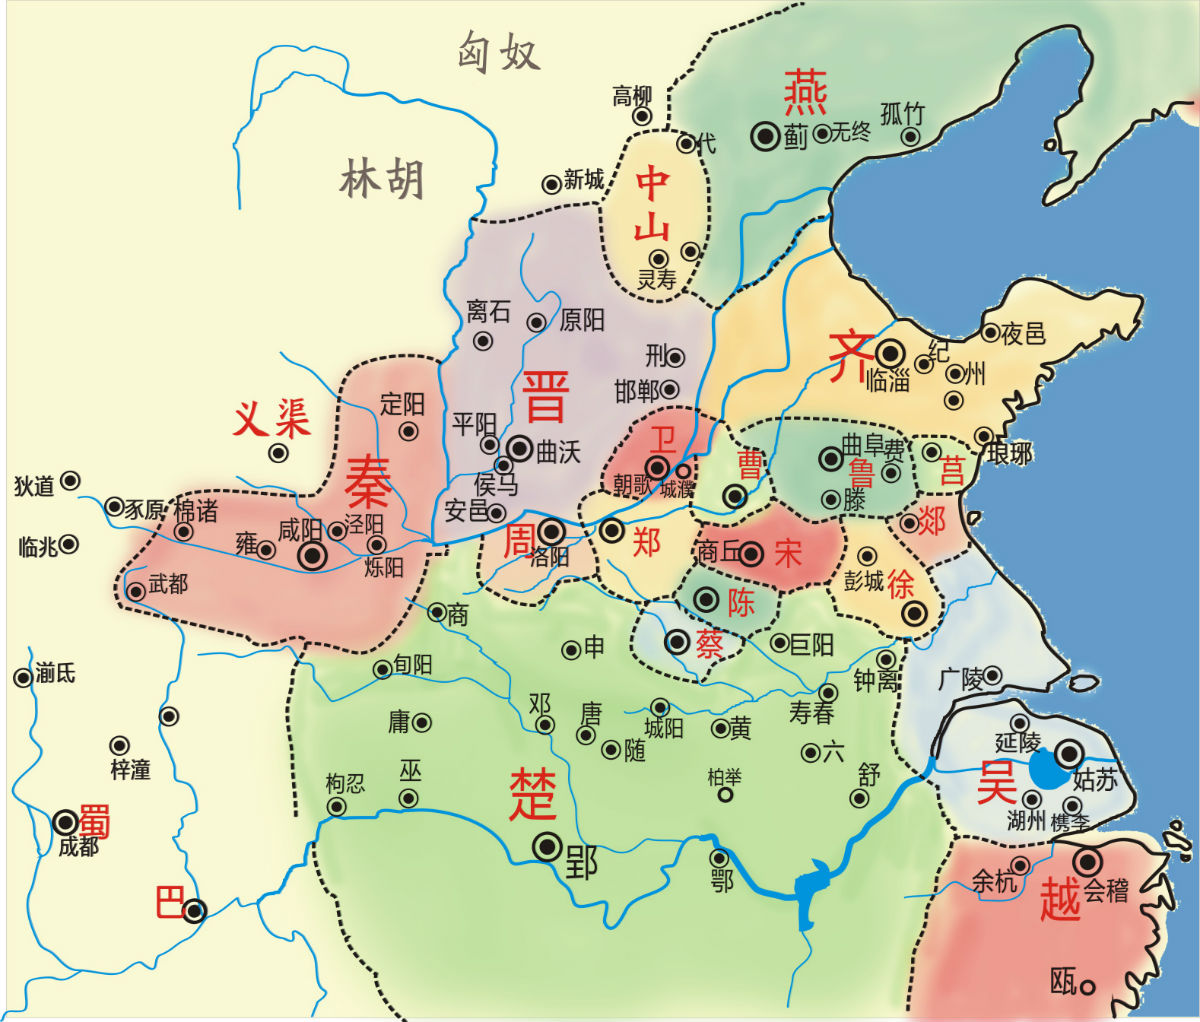 匈奴
高柳
燕
孤竹
代
蓟
无终
林胡
新城
中
山
灵寿
离石
原阳
刑
邯郸
齐
临淄
纪
夜邑
州
琅琊
晋
义渠
定阳
平阳
曲沃
卫
曹
曲阜
费
鲁
莒
秦
侯马
朝歌
城濮
滕
狄道
豕原
棉诸
咸阳
泾阳
安邑
郯
临兆
雍
烁阳
周
洛阳
郑
商丘
宋
彭城
徐
武都
商
陈
蔡
巨阳
申
湔氐
旬阳
钟离
广陵
邓
唐
庸
随
城阳
黄
寿春
六
延陵
梓潼
巫
枸忍
楚
柏举
舒
吴
姑苏
湖州
槜李
蜀
成都
郢
鄂
巴
余杭
越
会稽
瓯